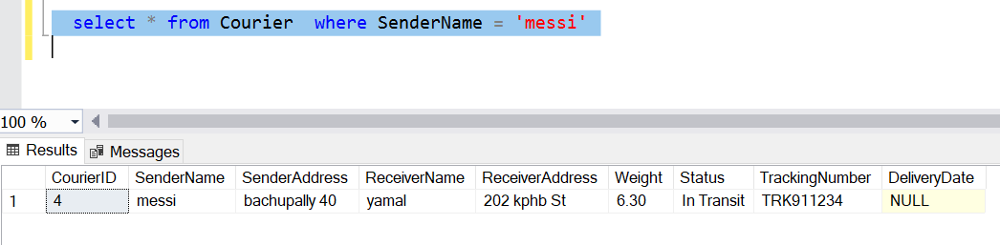 select * from Courier where SenderName = 'messi'
100 %
Results Messages
CourierID SenderName SenderAddress ReceiverName ReceiverAddress Weight Status TrackingNumber DeliveryDate
1 4 messi bachupally 40 yamal 202 kphb St 6.30 In Transit TRK911234 NULL